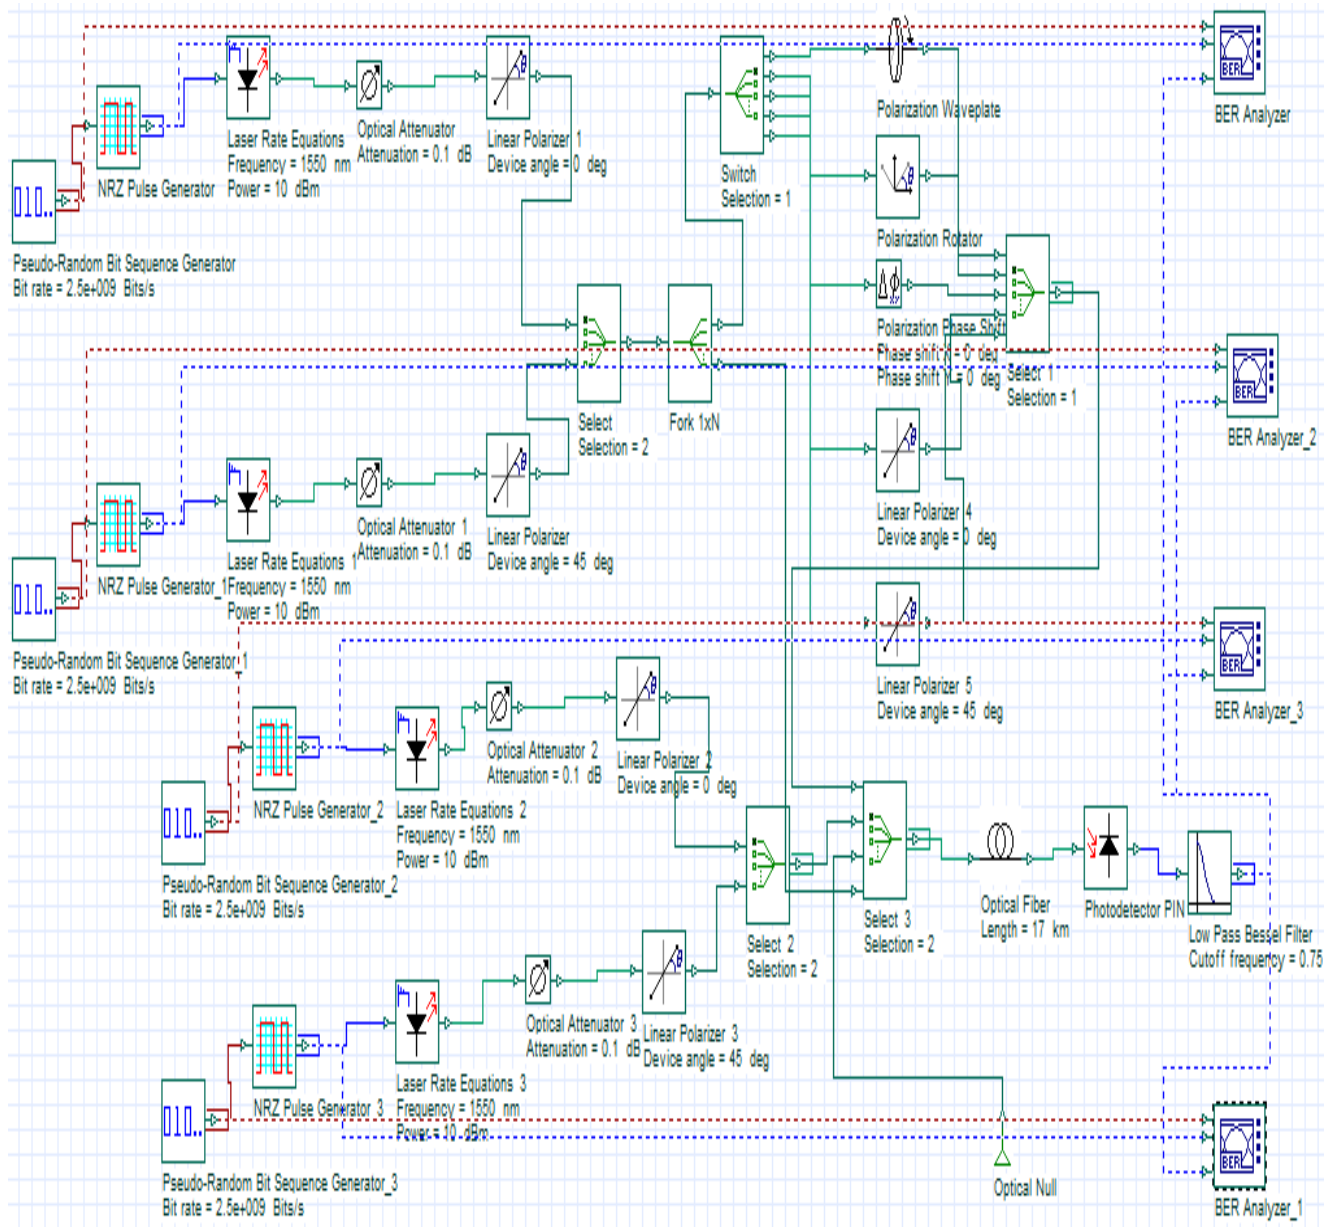 BER
BER Analyzer
Polarization Waveplate
Laser Rate Equations
Frequency = 1550 nm
Power = 10 dBm
Optical Attenuator
Attenuation = 0.1 dB
Linear Polarizer 1
Device angle = 0 deg
Switch
Selection = 1
NRZ Pulse Generator
010..
Pseudo-Random Bit Sequence Generator
Bit rate = 2.5e+009 Bits/s
Polarization Rotator
Polarization Phase Shift
Phase shift X = 0 deg
Phase shift Y = 0 deg
Select 1
Selection = 1
BER
BER Analyzer_2
Select
Selection = 2
Fork 1xN
Laser Rate Equations 1
Frequency = 1550 nm
Power = 10 dBm
Optical Attenuator 1
Attenuation = 0.1 dB
Linear Polarizer
Device angle = 45 deg
Linear Polarizer 4
Device angle = 0 deg
NRZ Pulse Generator_1
010..
Pseudo-Random Bit Sequence Generator_1
Bit rate = 2.5e+009 Bits/s
Linear Polarizer 5
Device angle = 45 deg
BER
BER Analyzer_3
Optical Attenuator 2
Attenuation = 0.1 dB
Linear Polarizer 2
Device angle = 0 deg
NRZ Pulse Generator_2
Laser Rate Equations 2
Frequency = 1550 nm
Power = 10 dBm
010..
Pseudo-Random Bit Sequence Generator_2
Bit rate = 2.5e+009 Bits/s
Select 2
Selection = 2
Select 3
Selection = 2
Optical Fiber
Length = 17 km
Photodetector PIN
Low Pass Bessel Filter
Cutoff frequency = 0.75
Optical Attenuator 3
Attenuation = 0.1 dB
Linear Polarizer 3
Device angle = 45 deg
Laser Rate Equations 3
Frequency = 1550 nm
Power = 10 dBm
NRZ Pulse Generator 3
010..
Pseudo-Random Bit Sequence Generator_3
Bit rate = 2.5e+009 Bits/s
Optical Null
BER
BER Analyzer_1